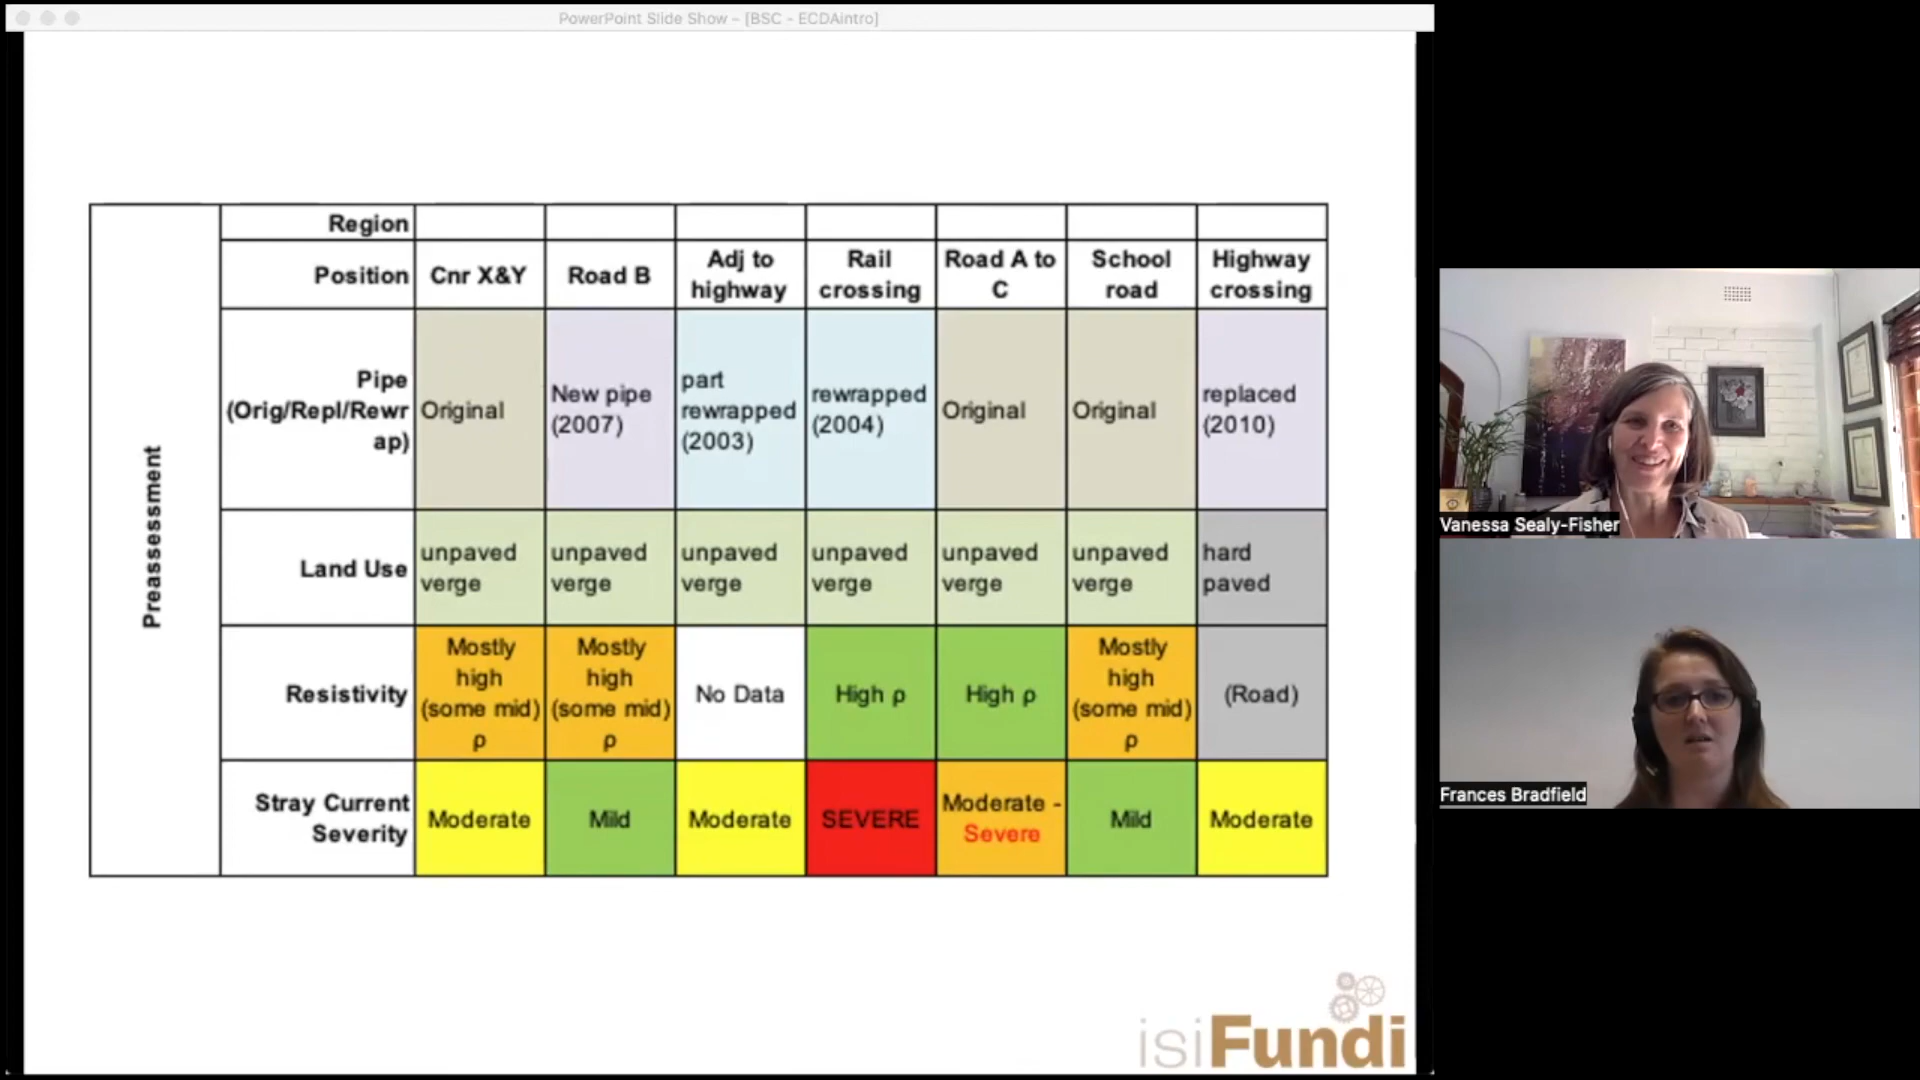 PowerPoint Slide Show – [BSC - ECDAintro]
Region
Position
Cnr X&Y
Road B
Adj to
highway
Rail
crossing
Road A to
C
School
road
Highway
crossing
Preassessment
Pipe
(Orig/Repl/Rewr
ap)
Original
New pipe
(2007)
part
rewrapped
(2003)
rewrapped
(2004)
Original
Original
replaced
(2010)
Land Use
unpaved
verge
unpaved
verge
unpaved
verge
unpaved
verge
unpaved
verge
unpaved
verge
hard
paved
Resistivity
Mostly
high
(some mid)
ρ
Mostly
high
(some mid)
ρ
No Data
High ρ
High ρ
Mostly
high
(some mid)
ρ
(Road)
Stray Current
Severity
Moderate
Mild
Moderate
SEVERE
Moderate -
Severe
Mild
Moderate
isiFundi
Vanessa Sealy-Fisher
Frances Bradfield